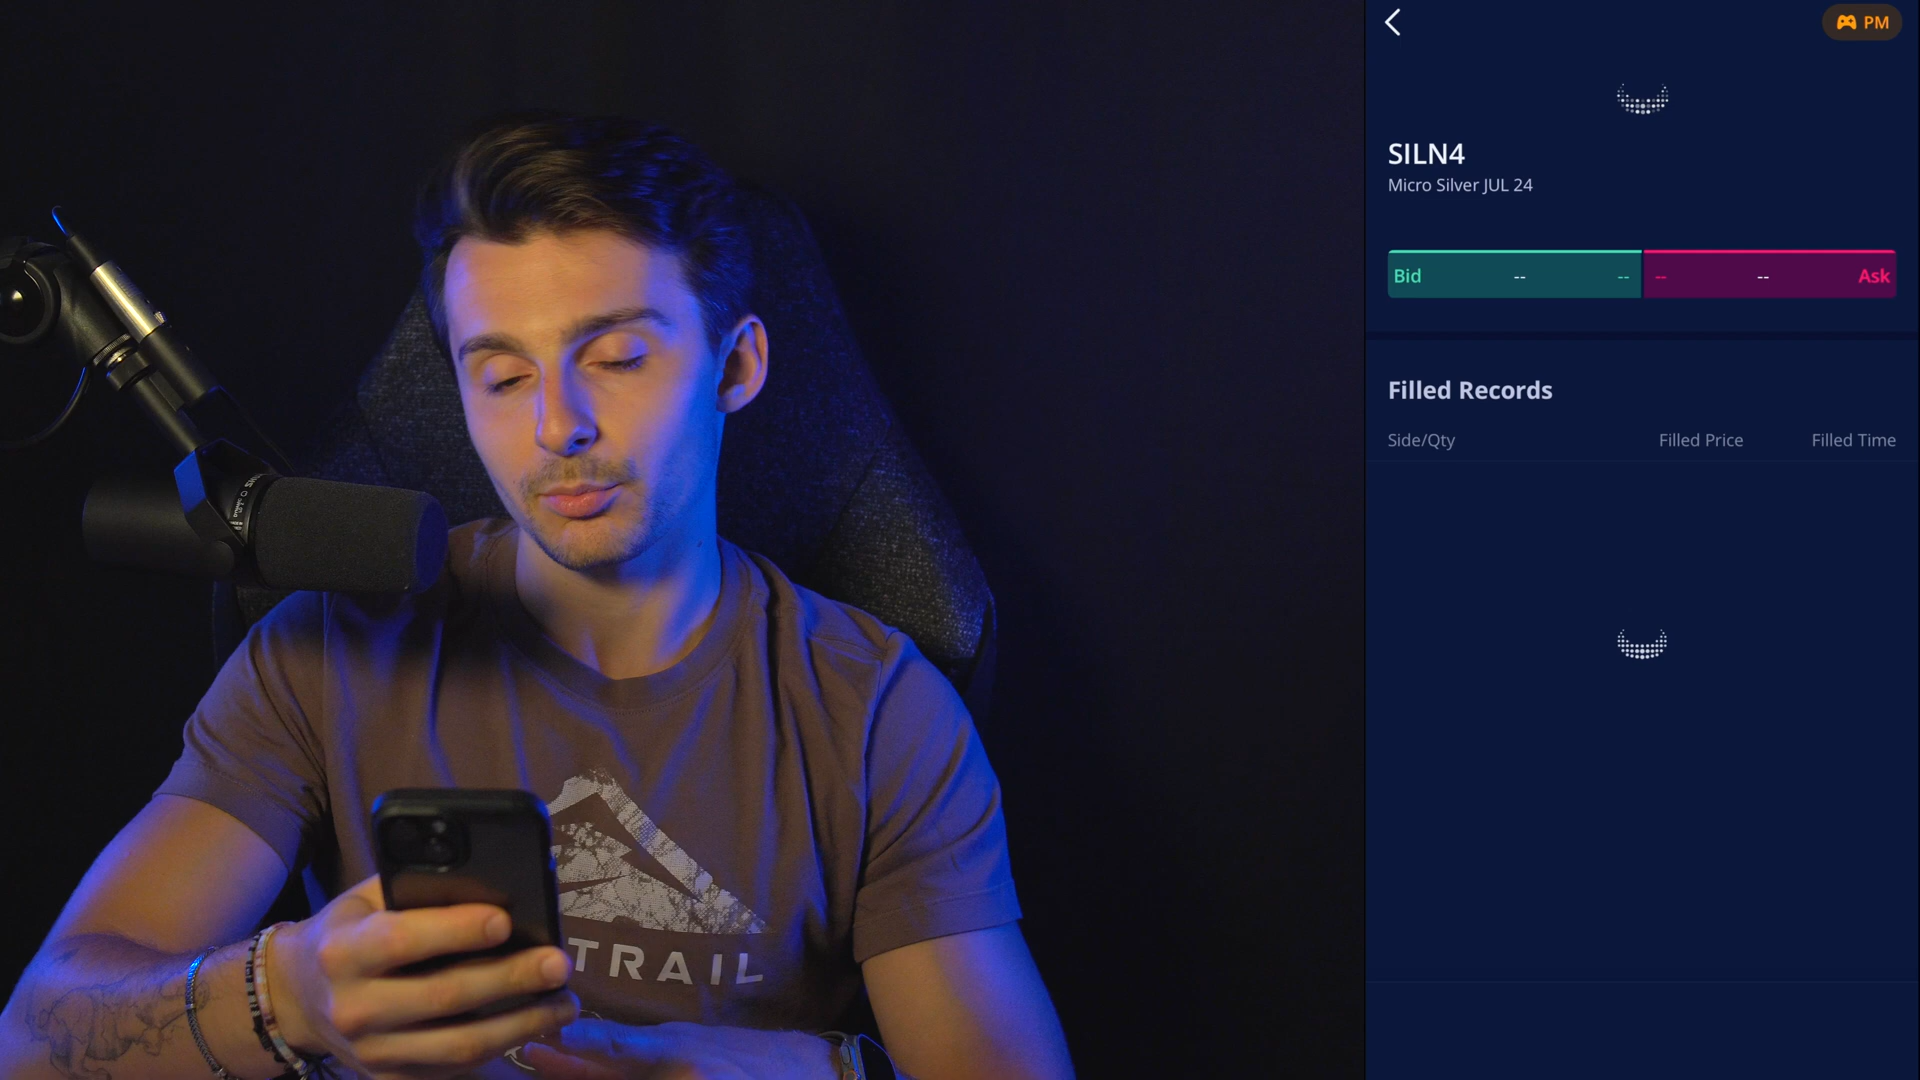 PM
SILN4
Micro Silver JUL 24
Bid -- -- -- -- Ask
Filled Records
Side/Qty Filled Price Filled Time
TRAIL